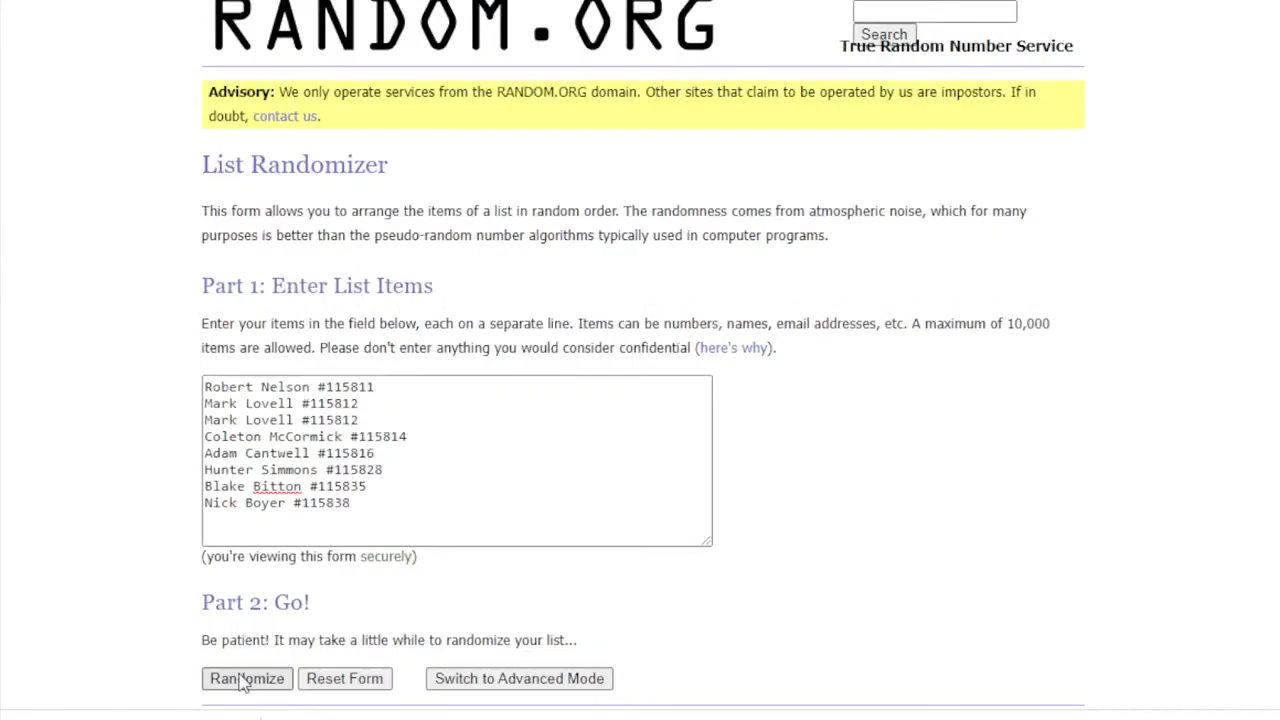 RANDOM.ORG
Search
True Random Number Service
Advisory: We only operate services from the RANDOM.ORG domain. Other sites that claim to be operated by us are impostors. If in
doubt, contact us.
List Randomizer
This form allows you to arrange the items of a list in random order. The randomness comes from atmospheric noise, which for many
purposes is better than the pseudo-random number algorithms typically used in computer programs.
Part 1: Enter List Items
Enter your items in the field below, each on a separate line. Items can be numbers, names, email addresses, etc. A maximum of 10,000
items are allowed. Please don't enter anything you would consider confidential (here's why).
Robert Nelson #115811
Mark Lovell #115812
Mark Lovell #115812
Coleton McCormick #115814
Adam Cantwell #115816
Hunter Simmons #115828
Blake Bitton #115835
Nick Boyer #115838
(you're viewing this form securely)
Part 2: Go!
Be patient! It may take a little while to randomize your list...
Randomize Reset Form Switch to Advanced Mode